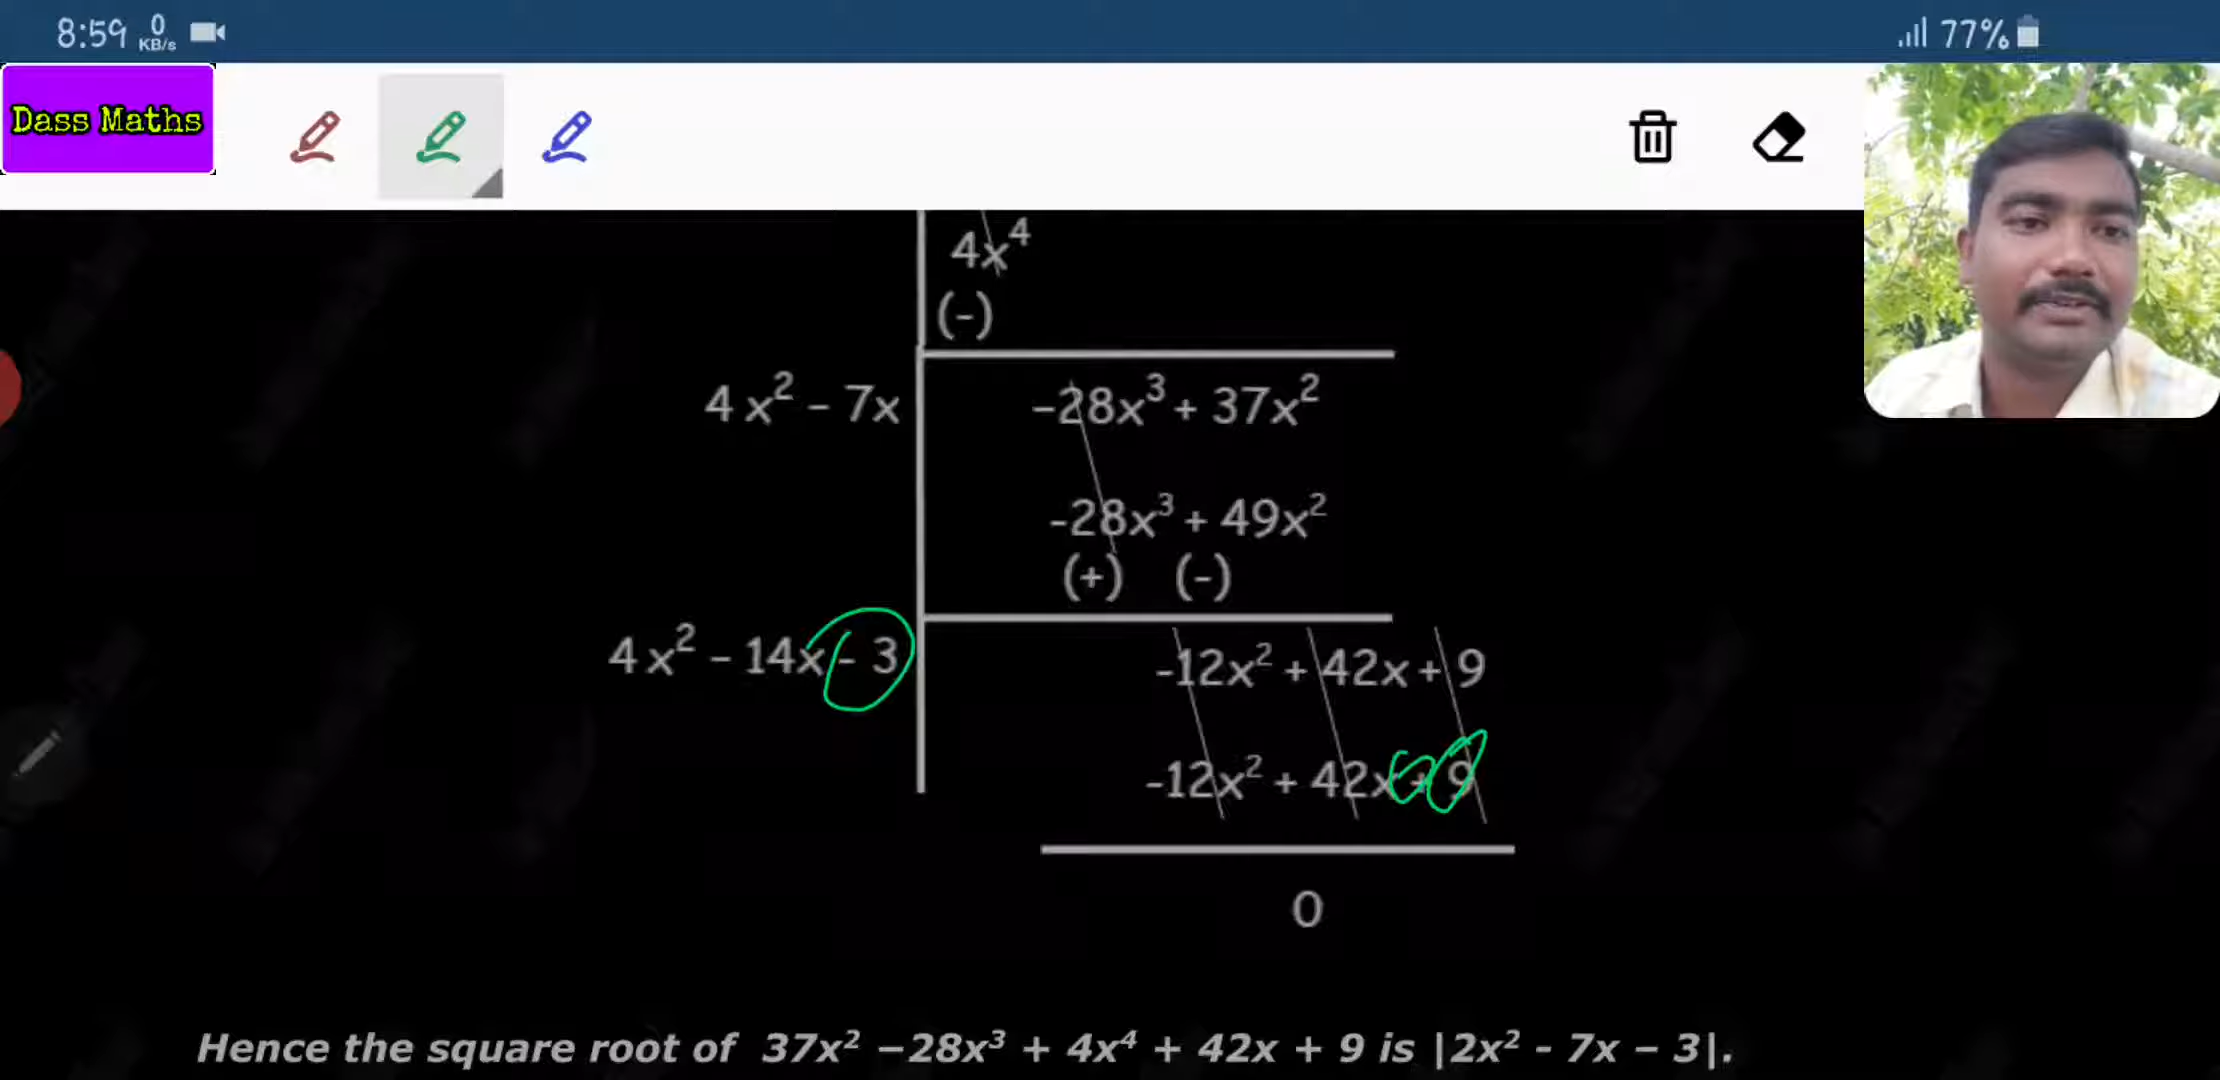 8:59 0 KB/s 77%
Dass Maths
4x⁴
(-)
4x² - 7x -28x³ + 37x²
-28x³ + 49x²
(+) (-)
4x² - 14x - 3 -12x² + 42x + 9
-12x² + 42x + 9
0
Hence the square root of 37x² −28x³ + 4x⁴ + 42x + 9 is |2x² - 7x − 3|.